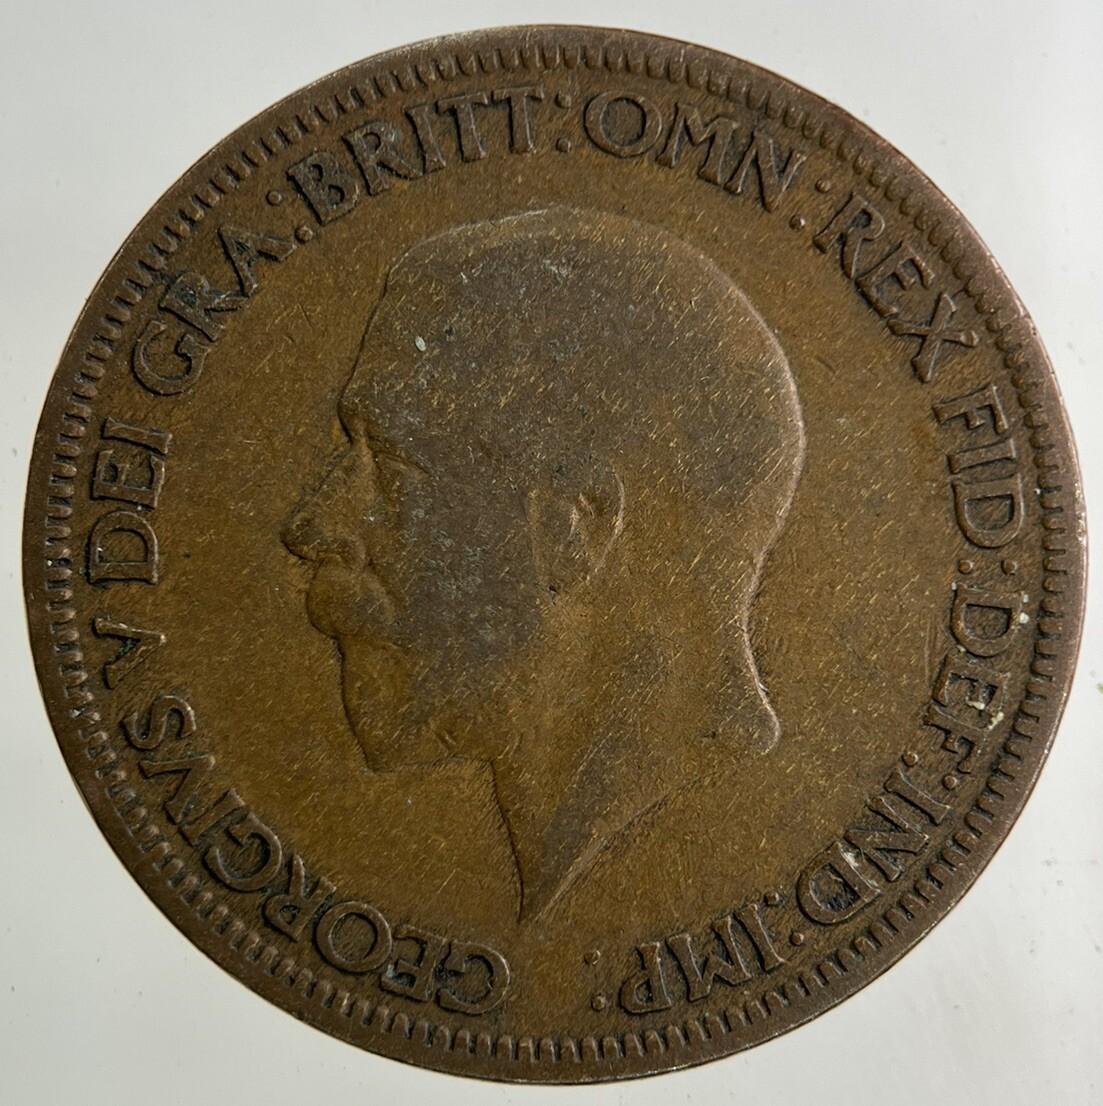 GEORGIVS V DEI GRA: BRITT: OMN: REX FID: DEF: IND: IMP: